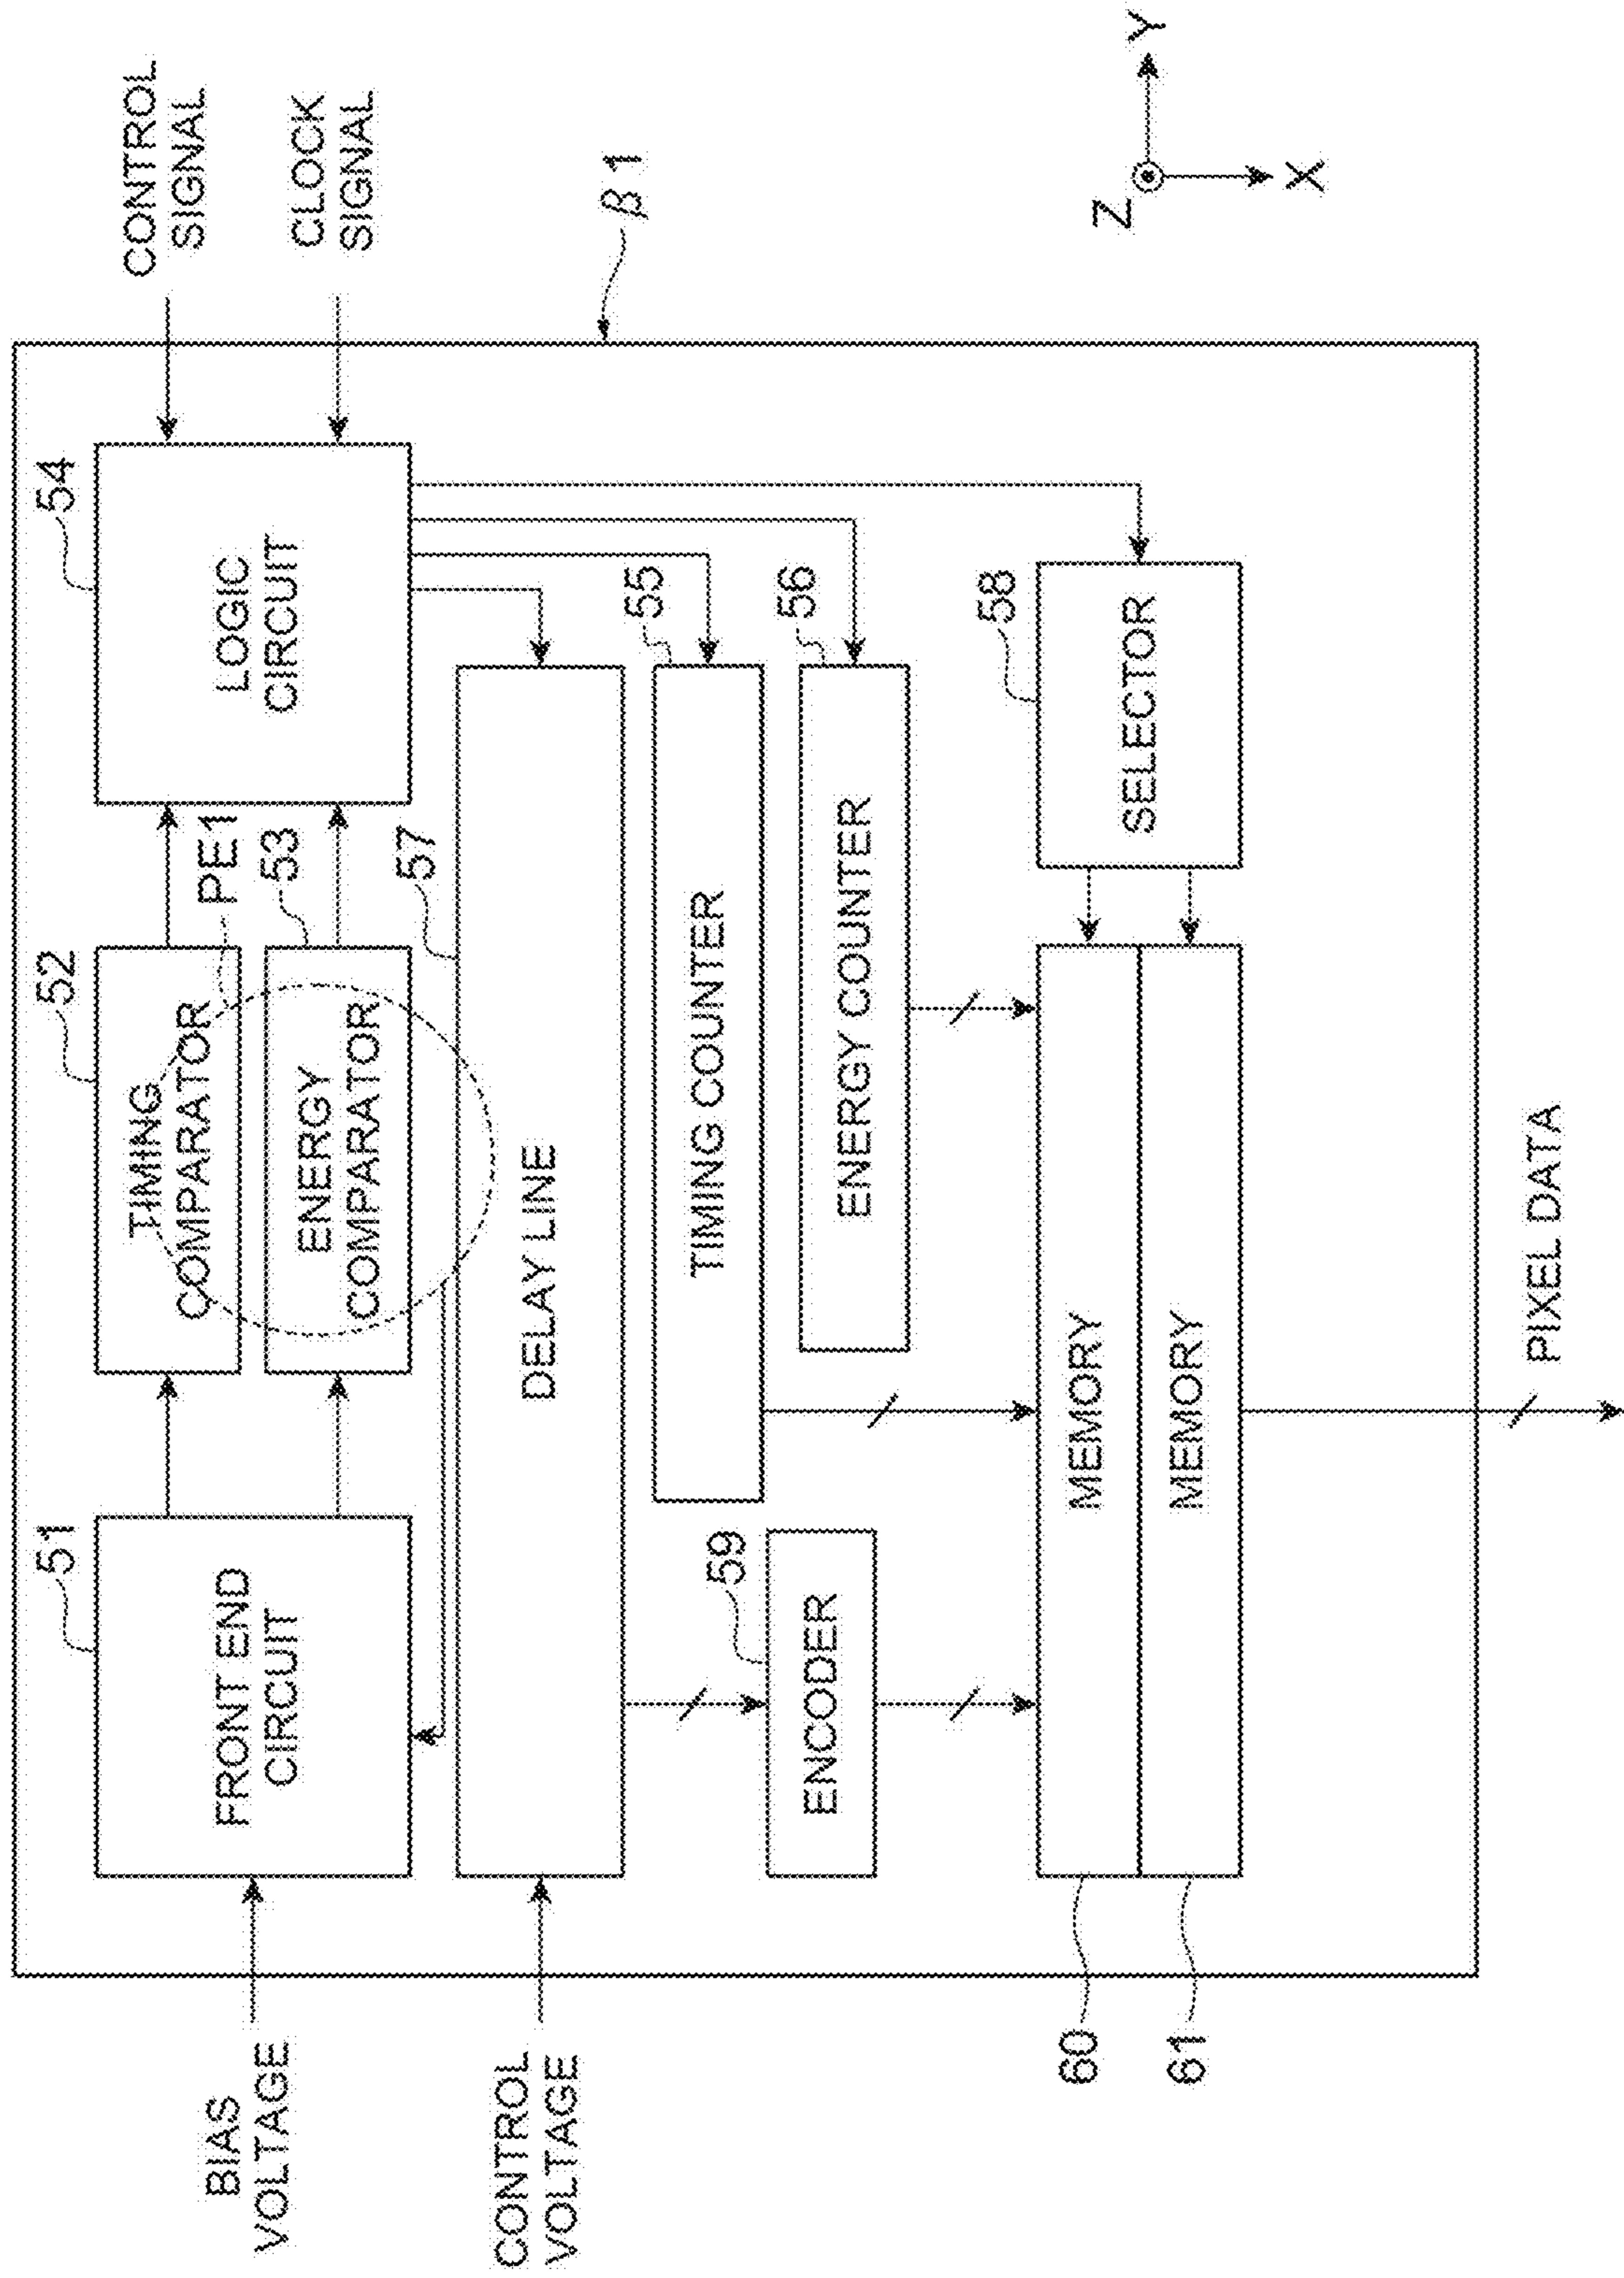 CONTROL
SIGNAL
CLOCK
SIGNAL
β1
BIAS
VOLTAGE
CONTROL
VOLTAGE
51
FRONT END
CIRCUIT
52
TIMING
COMPARATOR
PE1
53
ENERGY
COMPARATOR
54
LOGIC
CIRCUIT
57
DELAY LINE
55
TIMING COUNTER
56
ENERGY COUNTER
59
ENCODER
58
SELECTOR
60
MEMORY
61
MEMORY
PIXEL DATA
Z
Y
X